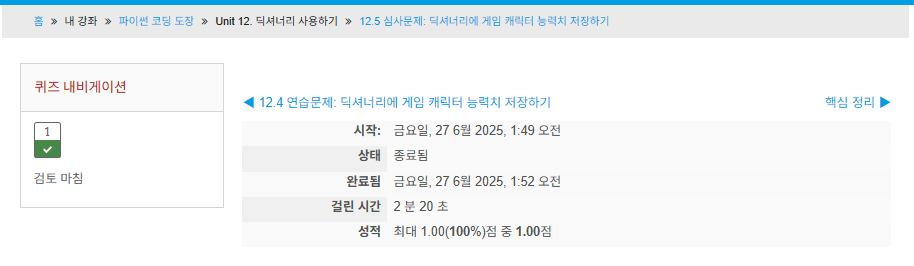 홈 » 내 강좌 » 파이썬 코딩 도장 » Unit 12. 딕셔너리 사용하기 » 12.5 심사문제: 딕셔너리에 게임 캐릭터 능력치 저장하기
퀴즈 내비게이션
1
검토 마침
◀ 12.4 연습문제: 딕셔너리에 게임 캐릭터 능력치 저장하기
핵심 정리 ▶
시작: 금요일, 27 6월 2025, 1:49 오전
상태 종료됨
완료됨 금요일, 27 6월 2025, 1:52 오전
걸린 시간 2 분 20 초
성적 최대 1.00(100%)점 중 1.00점